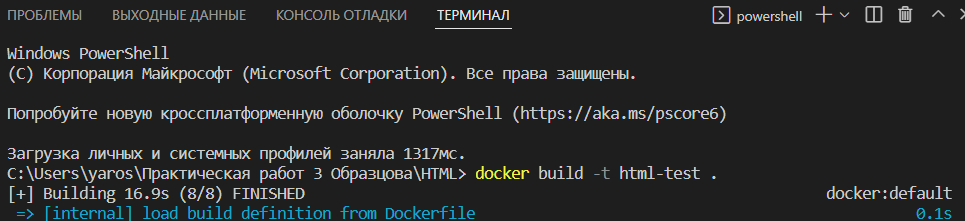 ПРОБЛЕМЫ ВЫХОДНЫЕ ДАННЫЕ КОНСОЛЬ ОТЛАДКИ ТЕРМИНАЛ powershell
Windows PowerShell
(C) Корпорация Майкрософт (Microsoft Corporation). Все права защищены.
Попробуйте новую кроссплатформенную оболочку PowerShell (https://aka.ms/pscore6)
Загрузка личных и системных профилей заняла 1317мс.
C:\Users\yaros\Практическая работ 3 Образцова\HTML> docker build -t html-test .
[+] Building 16.9s (8/8) FINISHED docker:default
=> [internal] load build definition from Dockerfile 0.1s